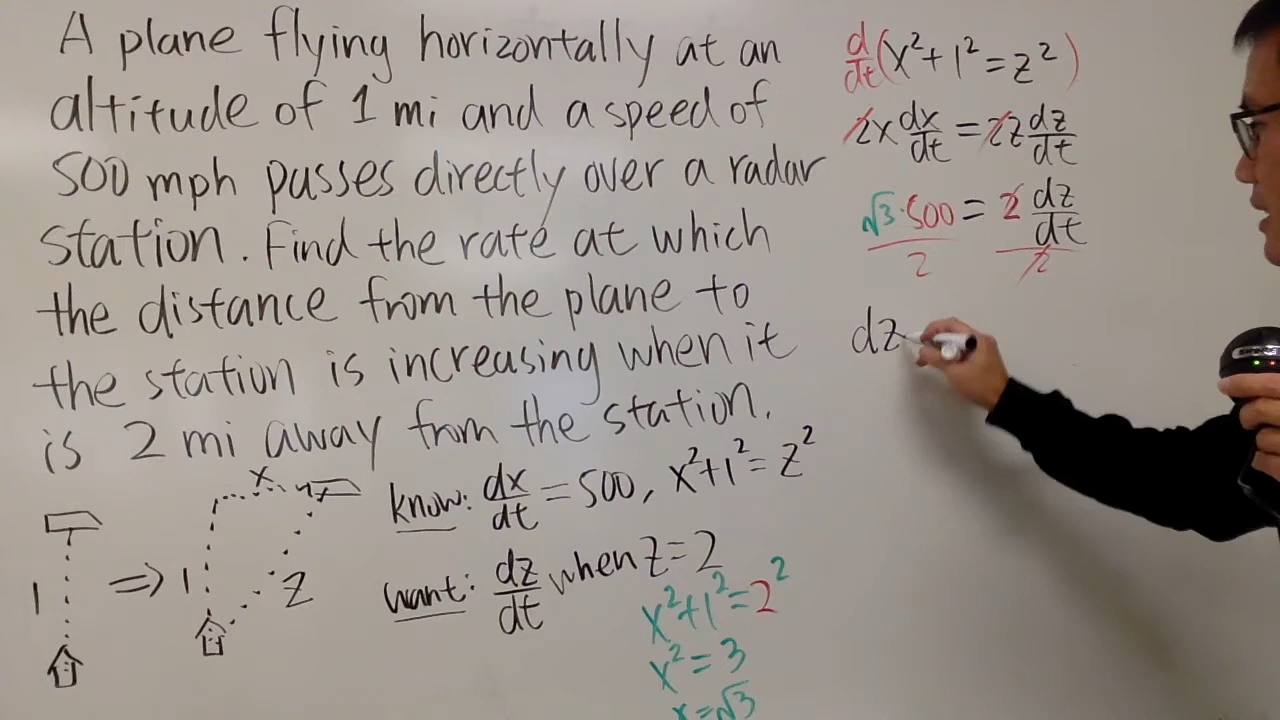 A plane flying horizontally at an
altitude of 1 mi and a speed of
500 mph passes directly over a radar
station. Find the rate at which
the distance from the plane to
the station is increasing when it
is 2 mi away from the station.
x
1 ⇒ 1 z
know: dx/dt = 500, x²+1² = z²
want: dz/dt when z = 2
x²+1² = 2²
x² = 3
x = √3
d/dt(x²+1² = z²)
2x dx/dt = 2z dz/dt
√3·500/2 = 2 dz/dt /2
dz